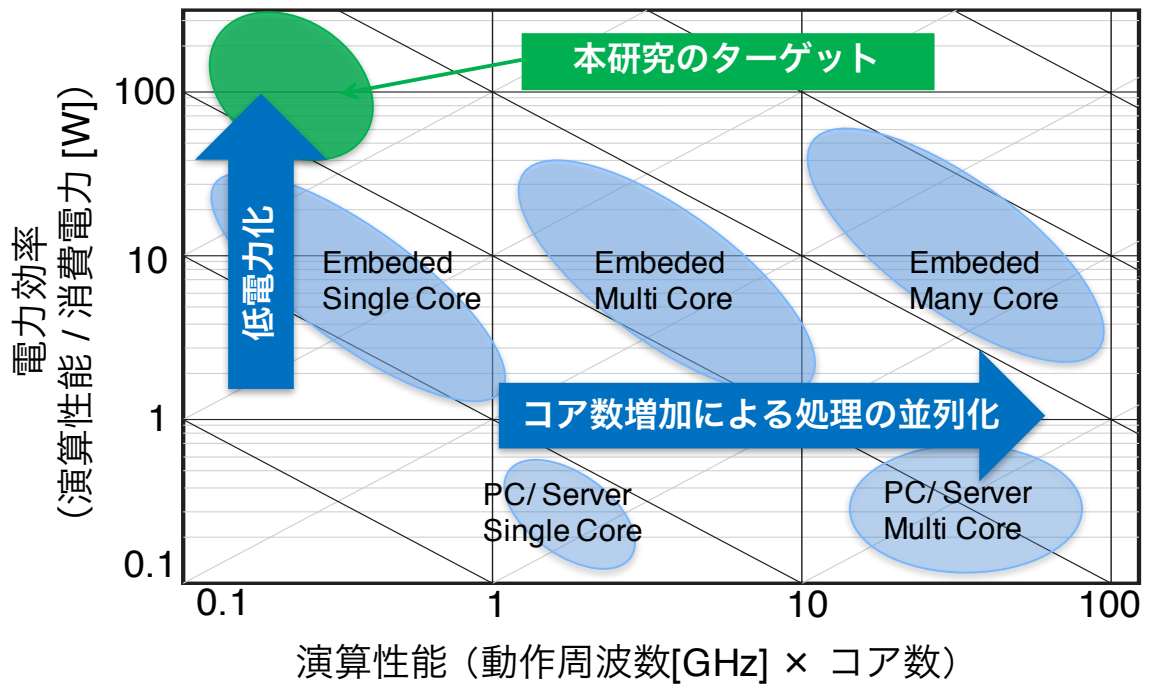 本研究のターゲット
電力効率
（演算性能 / 消費電力 [W]）
100
10
1
0.1
低電力化
Embeded
Single Core
Embeded
Multi Core
Embeded
Many Core
コア数増加による処理の並列化
PC/ Server
Single Core
PC/ Server
Multi Core
0.1
1
10
100
演算性能（動作周波数[GHz] × コア数）